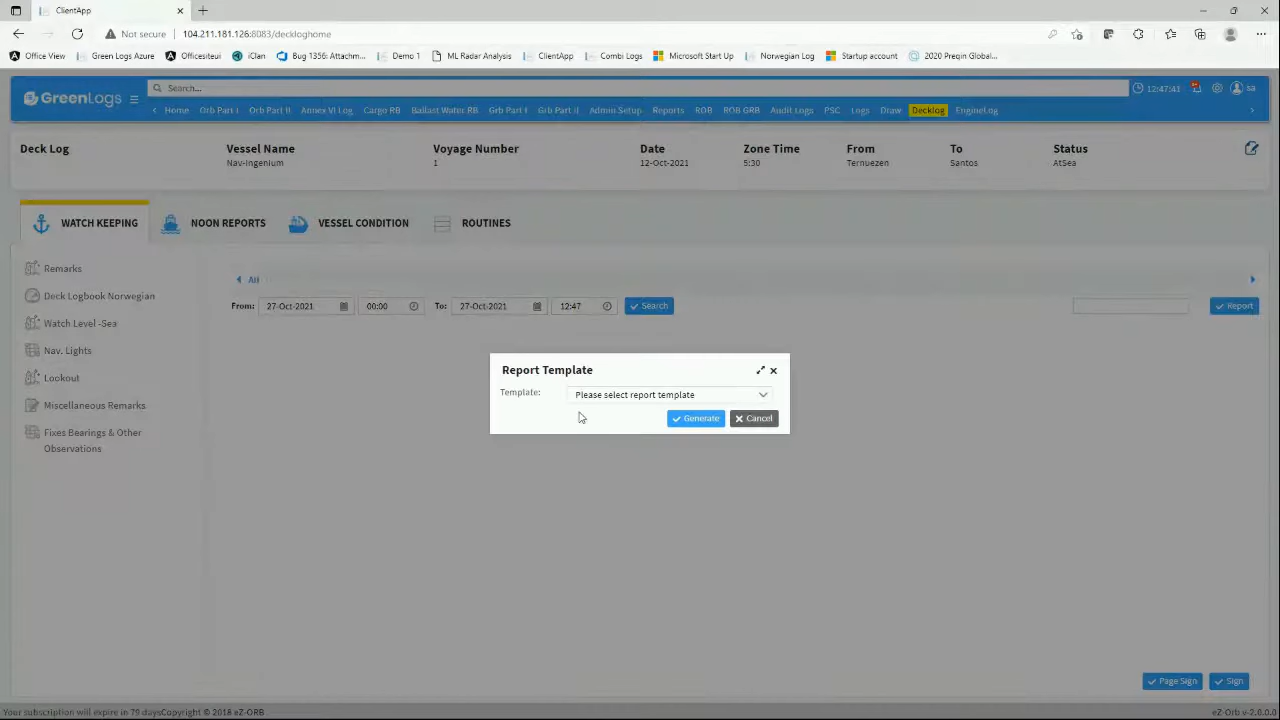 ClientApp
Not secure 104.211.181.126:8083/deckloghome
Office View Green Logs Azure Officesiteui iGlan Bug 1356: Attachm... Demo 1 ML Radar Analysis ClientApp Combi Logs Microsoft Start Up Norwegian Log Startup account 2020 Preqin Global...
GreenLogs Search... 12:47:41 sa
Home Orb Part I Orb Part II Annex VI Log Cargo RB Ballast Water RB Grb Part I Grb Part II Admin Setup Reports ROB ROB GRB Audit Logs PSC Logs Draw Decklog EngineLog
Deck Log Vessel Name Voyage Number Date Zone Time From To Status
Nav-Ingenium 1 12-Oct-2021 5:30 Ternuezen Santos AtSea
WATCH KEEPING NOON REPORTS VESSEL CONDITION ROUTINES
Remarks
All
Deck Logbook Norwegian
From: 27-Oct-2021 00:00 To: 27-Oct-2021 12:47 Search Report
Watch Level -Sea
Nav. Lights
Lookout
Miscellaneous Remarks
Fixes Bearings & Other
Observations
Report Template
Template: Please select report template
Generate Cancel
Page Sign Sign
Your subscription will expire in 79 daysCopyright © 2018 eZ-ORB eZ-Orb v-2.0.0.0